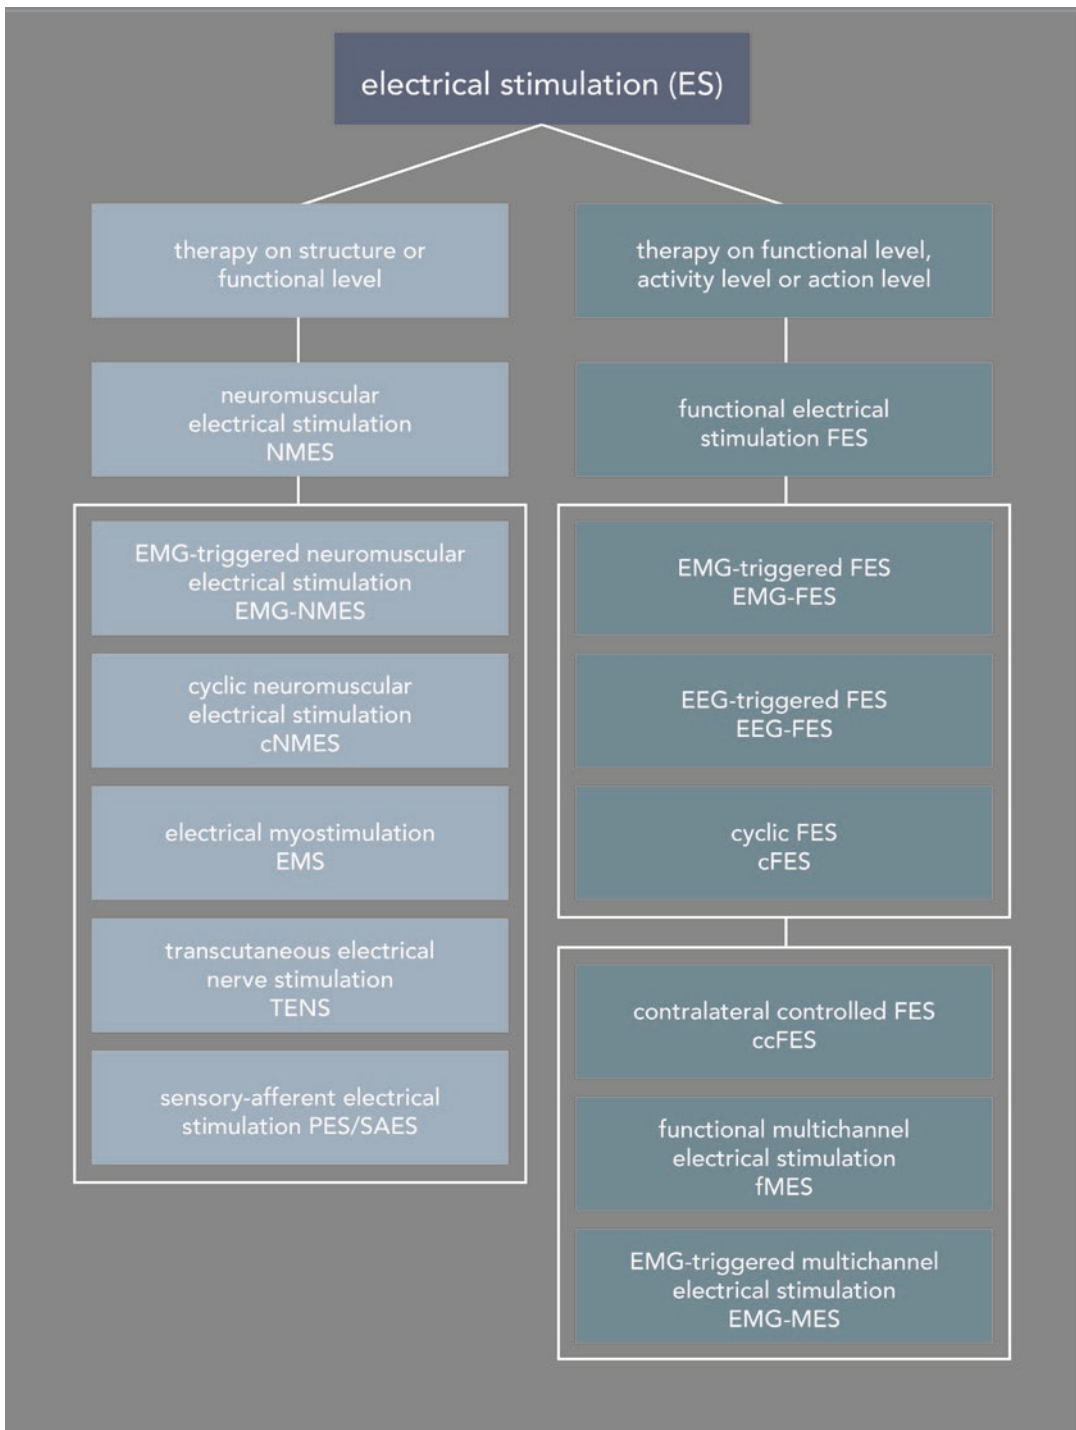 electrical stimulation (ES)
therapy on structure or
functional level
therapy on functional level,
activity level or action level
neuromuscular
electrical stimulation
NMES
functional electrical
stimulation FES
EMG-triggered neuromuscular
electrical stimulation
EMG-NMES
cyclic neuromuscular
electrical stimulation
cNMES
electrical myostimulation
EMS
transcutaneous electrical
nerve stimulation
TENS
sensory-afferent electrical
stimulation PES/SAES
EMG-triggered FES
EMG-FES
EEG-triggered FES
EEG-FES
cyclic FES
cFES
contralateral controlled FES
ccFES
functional multichannel
electrical stimulation
fMES
EMG-triggered multichannel
electrical stimulation
EMG-MES